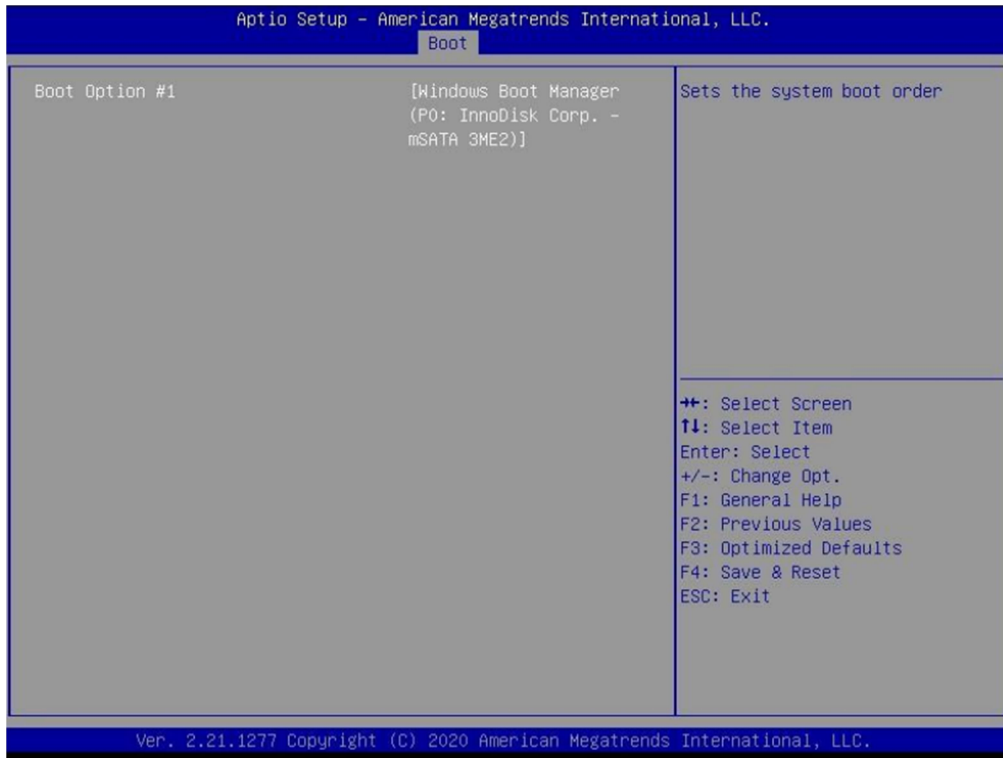 Aptio Setup – American Megatrends International, LLC.
Boot
Boot Option #1 [Windows Boot Manager
(P0: InnoDisk Corp. –
mSATA 3ME2)]
Sets the system boot order
→←: Select Screen
↑↓: Select Item
Enter: Select
+/-: Change Opt.
F1: General Help
F2: Previous Values
F3: Optimized Defaults
F4: Save & Reset
ESC: Exit
Ver. 2.21.1277 Copyright (C) 2020 American Megatrends International, LLC.